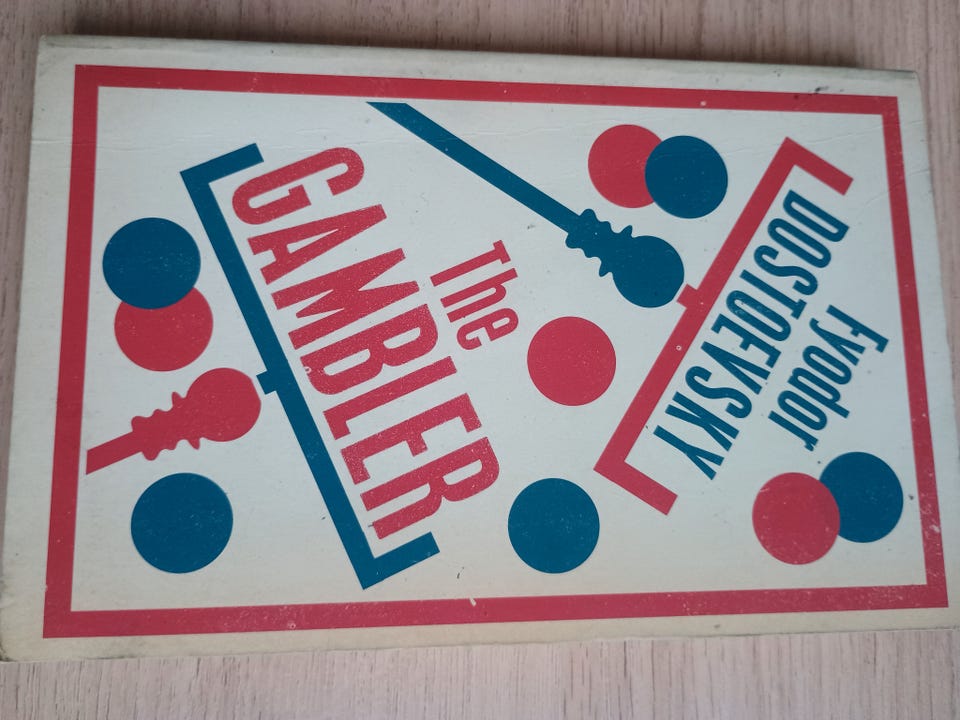 Fyodor
DOSTOEVSKY
The
GAMBLER